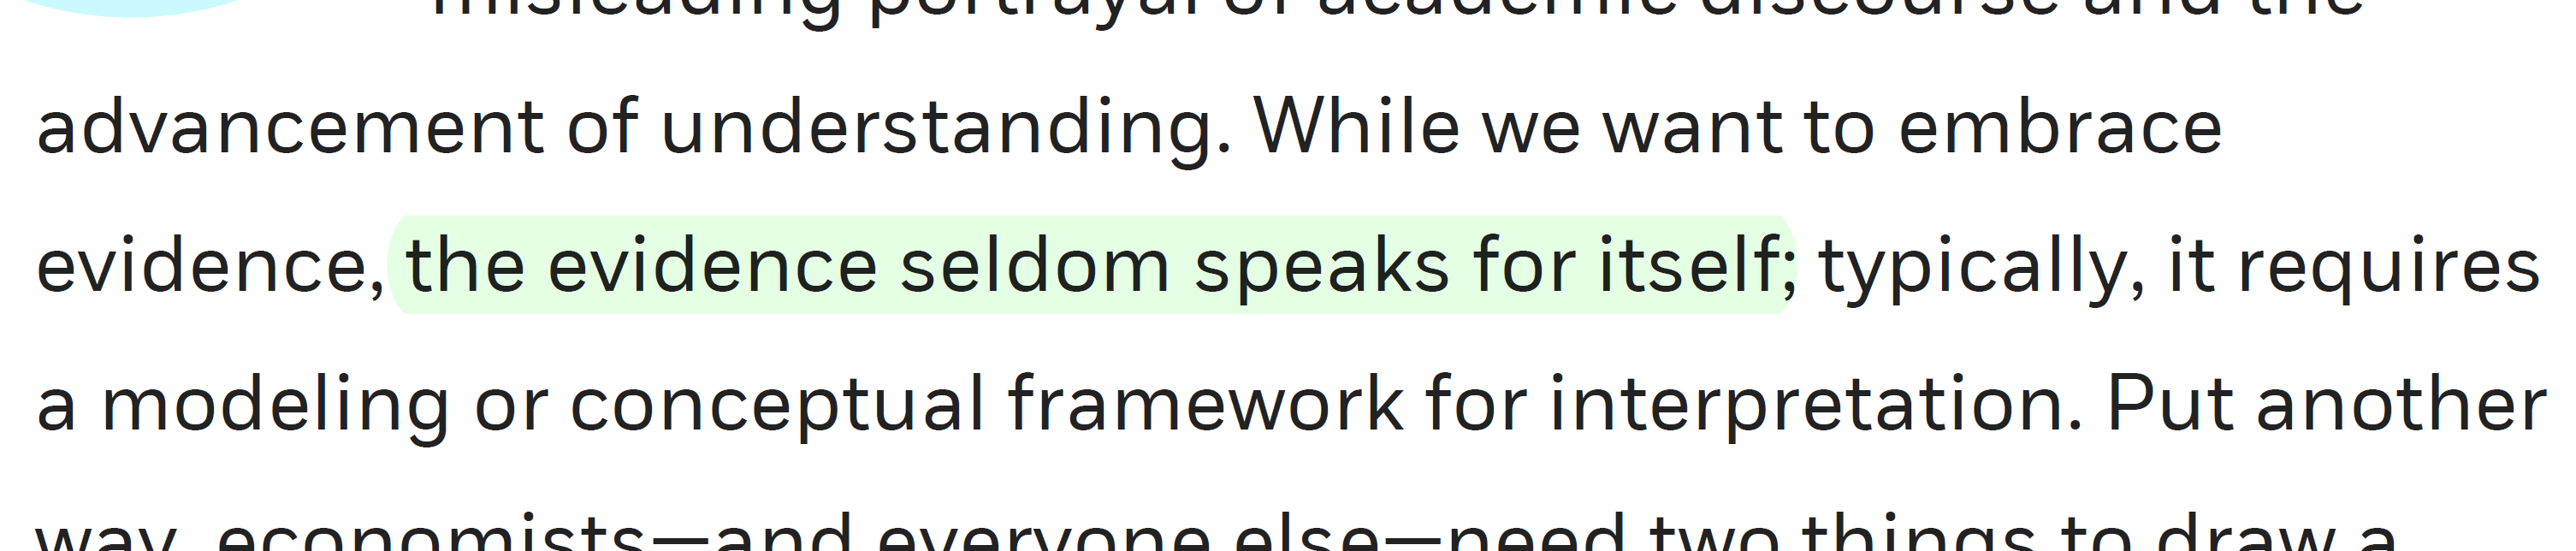 misleading portrayal of academic discourse and the
advancement of understanding. While we want to embrace
evidence, the evidence seldom speaks for itself; typically, it requires
a modeling or conceptual framework for interpretation. Put another
way, economists—and everyone else—need two things to draw a